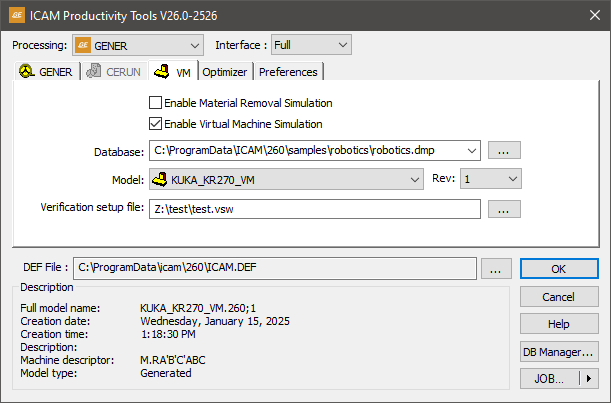 ICAM Productivity Tools V26.0-2526
Processing: GENER Interface : Full
GENER CERUN VM Optimizer Preferences
Enable Material Removal Simulation
Enable Virtual Machine Simulation
Database: C:\ProgramData\ICAM\260\samples\robotics\robotics.dmp ...
Model: KUKA_KR270_VM Rev: 1
Verification setup file: Z:\test\test.vsw ...
DEF File : C:\ProgramData\icam\260\ICAM.DEF ... OK
Description
Cancel
Full model name: KUKA_KR270_VM.260;1
Creation date: Wednesday, January 15, 2025
Help
Creation time: 1:18:30 PM
Description:
DB Manager...
Machine descriptor: M.RA'B'C'ABC
Model type: Generated
JOB...